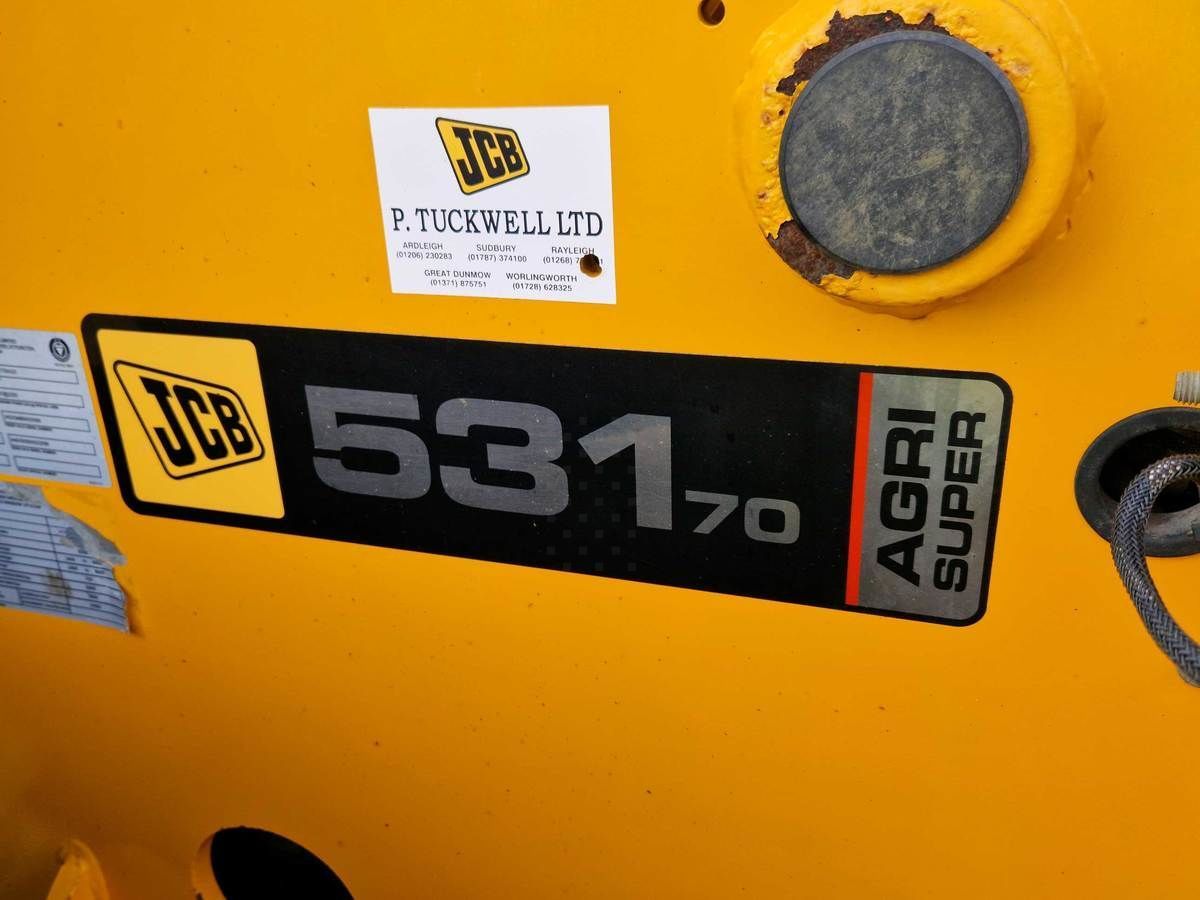 JCB
P. TUCKWELL LTD
ARDLEIGH SUDBURY RAYLEIGH
(01206) 230283 (01787) 374100 (01268)
GREAT DUNMOW WORLINGWORTH
(01371) 875751 (01728) 628325
JCB 531 70 AGRI SUPER